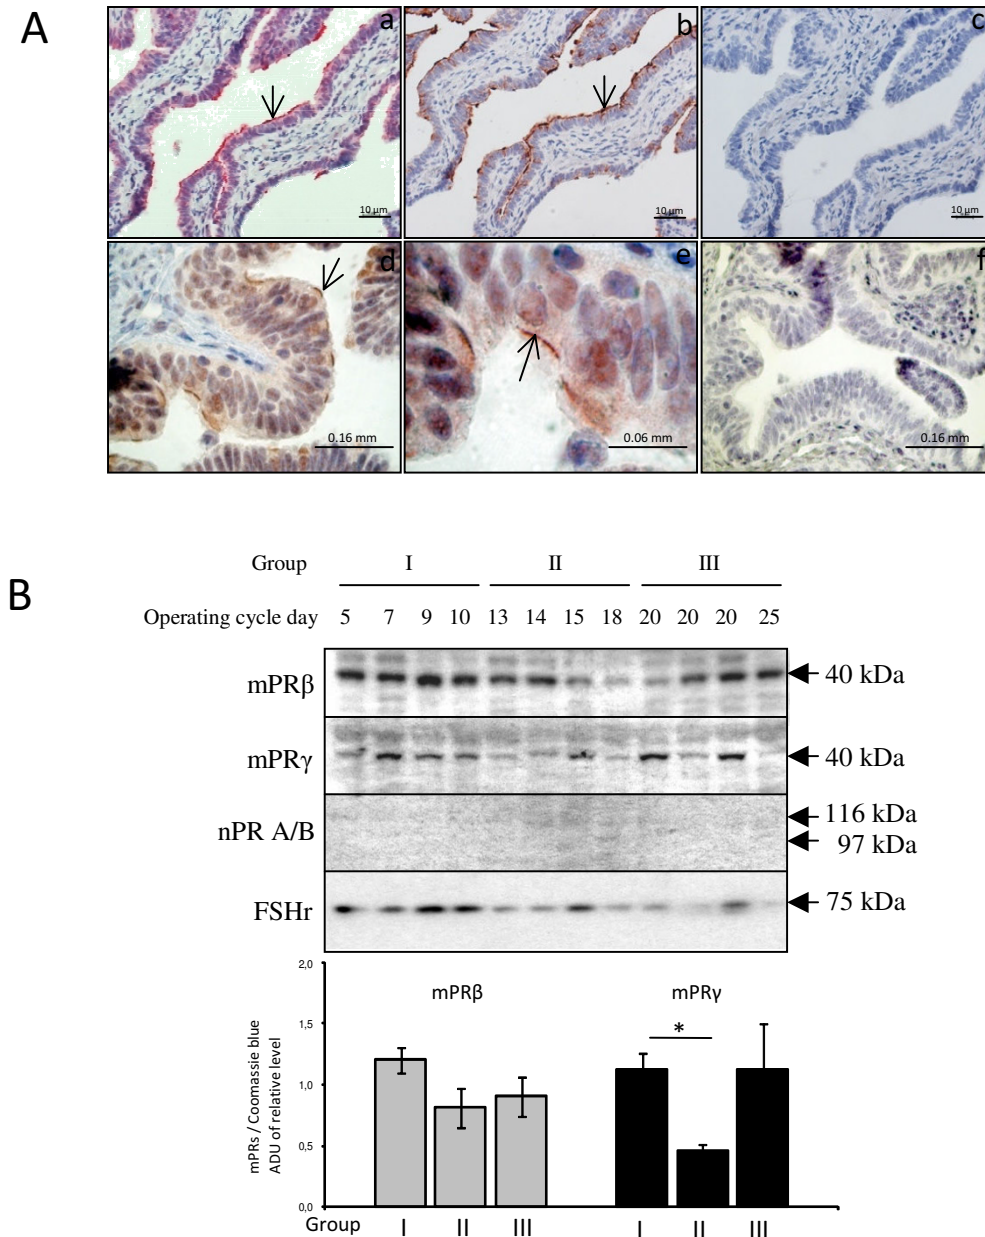 A
a
b
c
10 µm
10 µm
10 µm
d
e
f
0.16 mm
0.06 mm
0.16 mm
B
Group I II III
Operating cycle day 5 7 9 10 13 14 15 18 20 20 20 25
mPRβ 40 kDa
mPRγ 40 kDa
nPR A/B 116 kDa
97 kDa
FSHr 75 kDa
mPRs / Coomassie blue
ADU of relative level
2,0
1,5
1,0
0,5
0,0
mPRβ mPRγ
*
Group I II III I II III